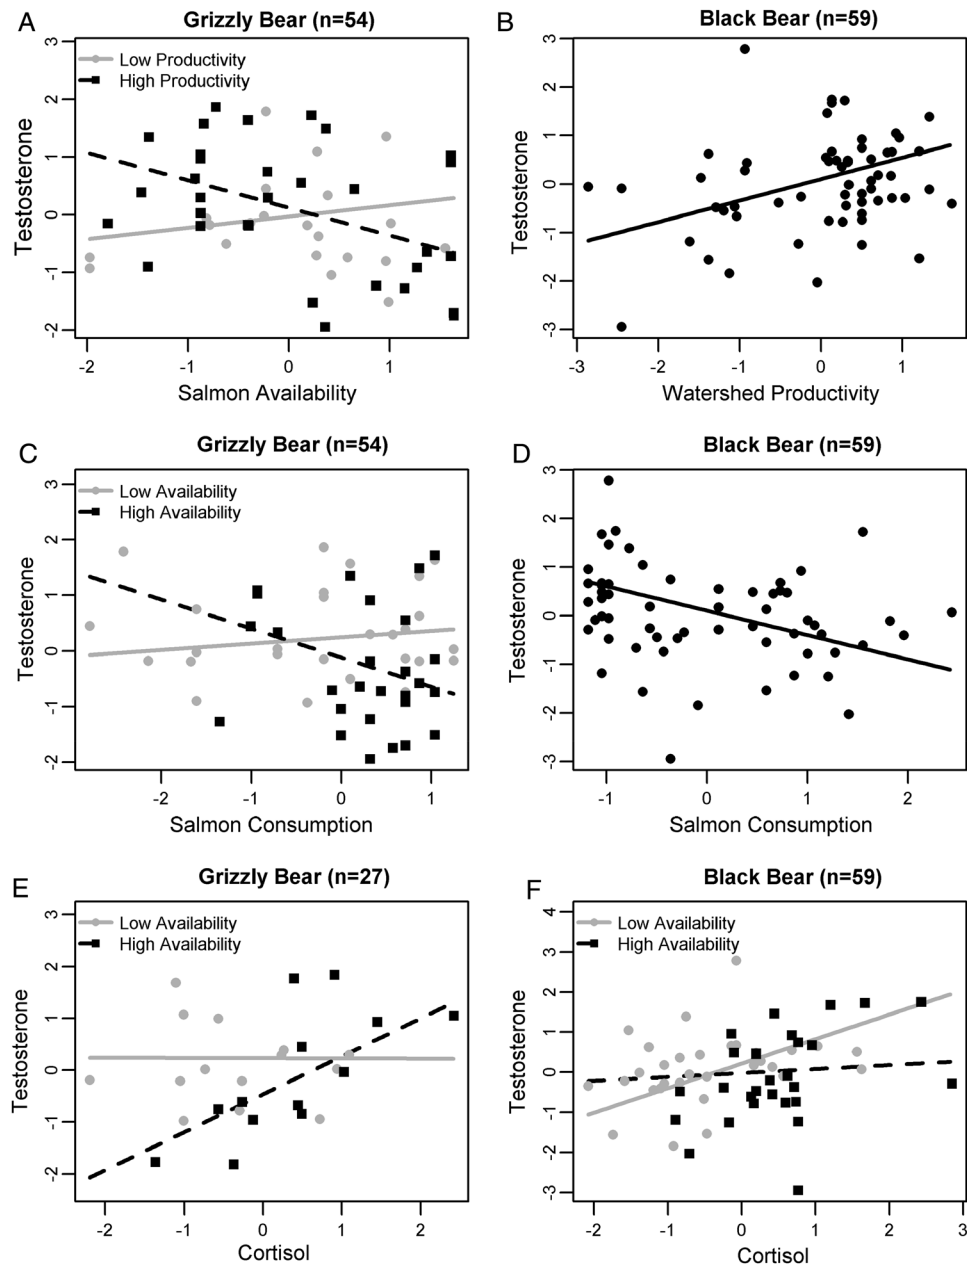 A
Grizzly Bear (n=54)
Low Productivity
High Productivity
3
2
1
0
-1
-2
Testosterone
-2 -1 0 1
Salmon Availability
B
Black Bear (n=59)
3
2
1
0
-1
-2
-3
Testosterone
-3 -2 -1 0 1
Watershed Productivity
C
Grizzly Bear (n=54)
Low Availability
High Availability
3
2
1
0
-1
-2
Testosterone
-2 -1 0 1
Salmon Consumption
D
Black Bear (n=59)
3
2
1
0
-1
-2
-3
Testosterone
-1 0 1 2
Salmon Consumption
E
Grizzly Bear (n=27)
Low Availability
High Availability
3
2
1
0
-1
-2
Testosterone
-2 -1 0 1 2
Cortisol
F
Black Bear (n=59)
Low Availability
High Availability
4
3
2
1
0
-1
-2
-3
Testosterone
-2 -1 0 1 2 3
Cortisol